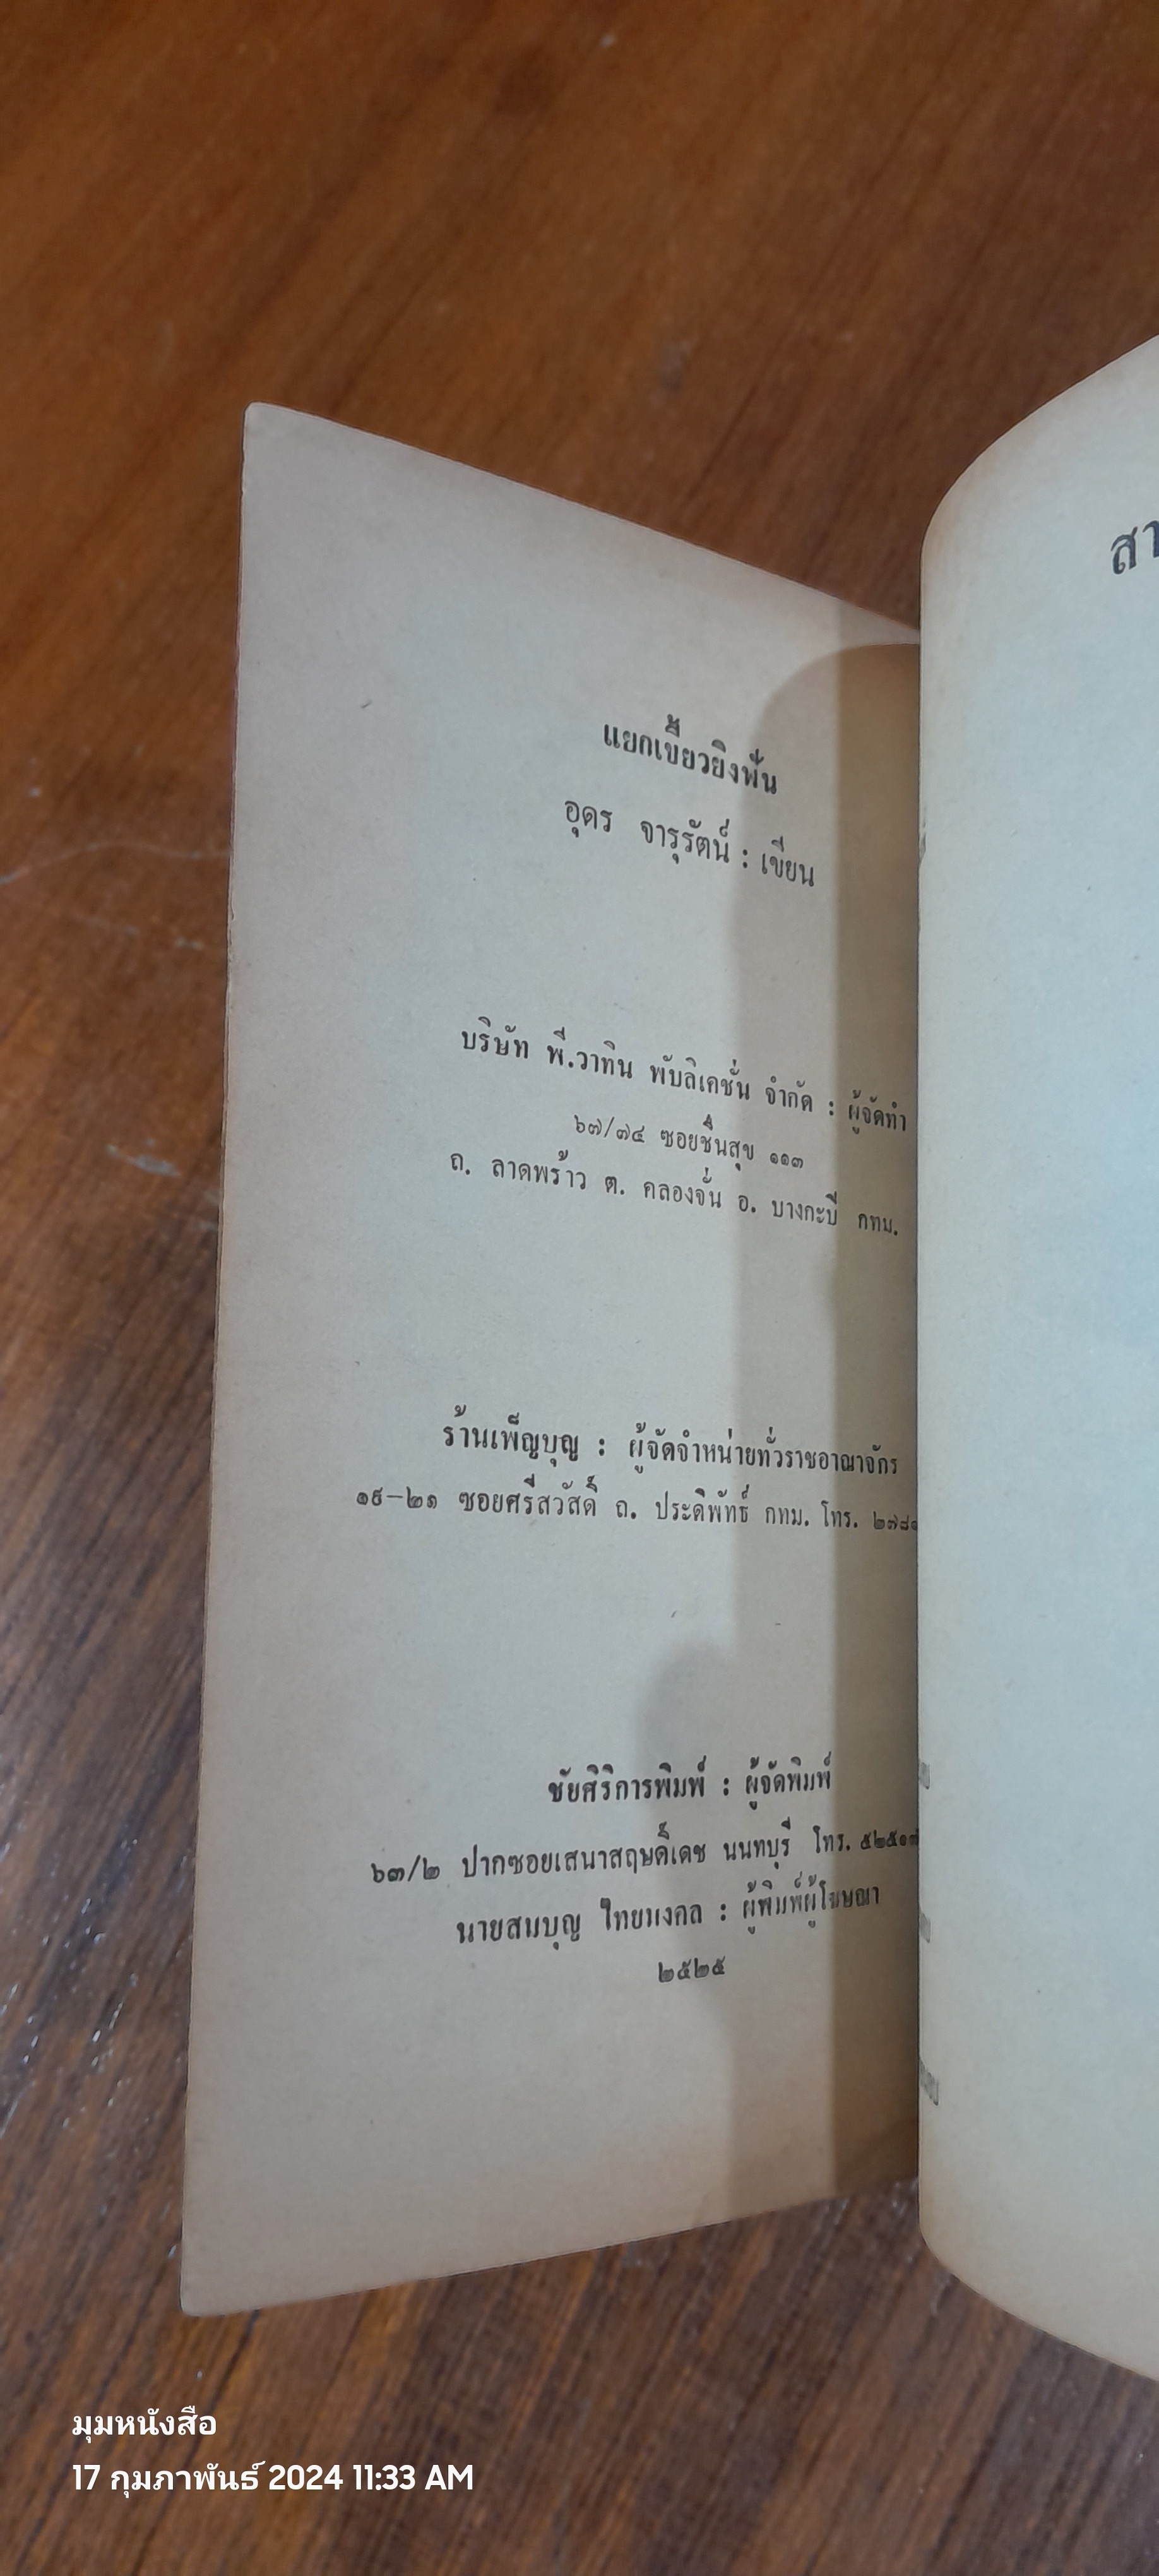 แยกเขี้ยวยิงฟัน
อุดร จารุรัตน์ : เขียน
บริษัท พี.วาทิน พับลิเคชั่น จำกัด : ผู้จัดทำ
๖๗/๗๔ ซอยชื่นสุข ๑๑๓
ถ. ลาดพร้าว ต. คลองจั่น อ. บางกะปี กทม.
ร้านเพ็ญบุญ : ผู้จัดจำหน่ายทั่วราชอาณาจักร
๑๙-๒๑ ซอยศรีสวัสดิ์ ถ. ประดิพัทธ์ กทม. โทร.
ชัยศิริการพิมพ์ : ผู้จัดพิมพ์
๖๓/๒ ปากซอยเสนาสฤษดิ์เดช นนทบุรี โทร.
นายสมบุญ ไทยมงคล : ผู้พิมพ์ผู้โฆษณา
๒๕๒๕
สา
มุมหนังสือ
17 กุมภาพันธ์ 2024 11:33 AM